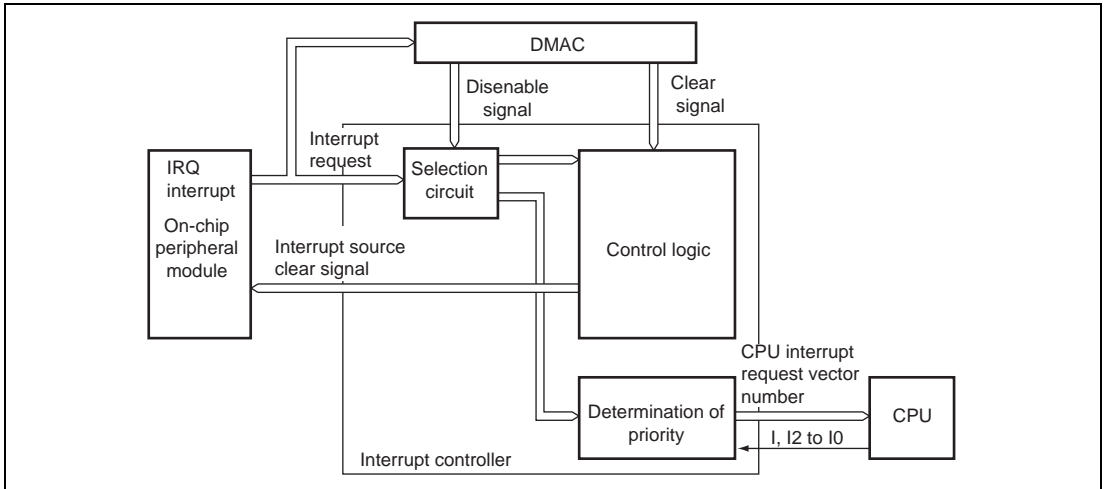 DMAC
Disenable
signal
Clear
signal
Interrupt
request
IRQ
interrupt
On-chip
peripheral
module
Selection
circuit
Interrupt source
clear signal
Control logic
CPU interrupt
request vector
number
Determination of
priority
CPU
I, I2 to I0
Interrupt controller